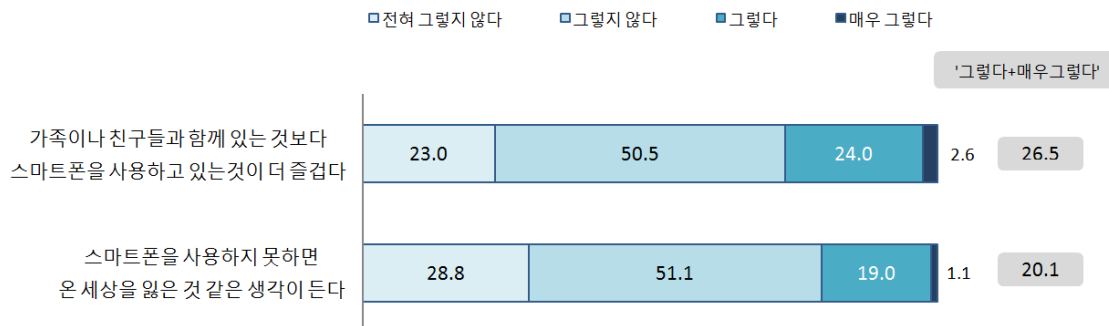 전혀 그렇지 않다 그렇지 않다 그렇다 매우 그렇다
'그렇다+매우그렇다'
가족이나 친구들과 함께 있는 것보다
스마트폰을 사용하고 있는것이 더 즐겁다
23.0 50.5 24.0 2.6 26.5
스마트폰을 사용하지 못하면
온 세상을 잃은 것 같은 생각이 든다
28.8 51.1 19.0 1.1 20.1